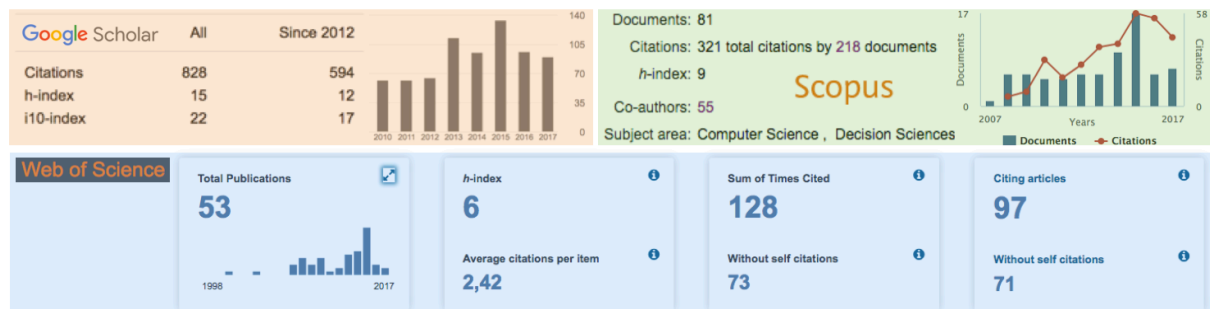 Google Scholar All Since 2012
Citations 828 594
h-index 15 12
i10-index 22 17
140
105
70
35
0
2010 2011 2012 2013 2014 2015 2016 2017
Documents: 81
Citations: 321 total citations by 218 documents
h-index: 9
Scopus
Co-authors: 55
Subject area: Computer Science , Decision Sciences
17 58
Documents
Citations
0 0
2007 Years 2017
Documents Citations
Web of Science
Total Publications
53
1998 2017
h-index
6
Average citations per item
2,42
Sum of Times Cited
128
Without self citations
73
Citing articles
97
Without self citations
71